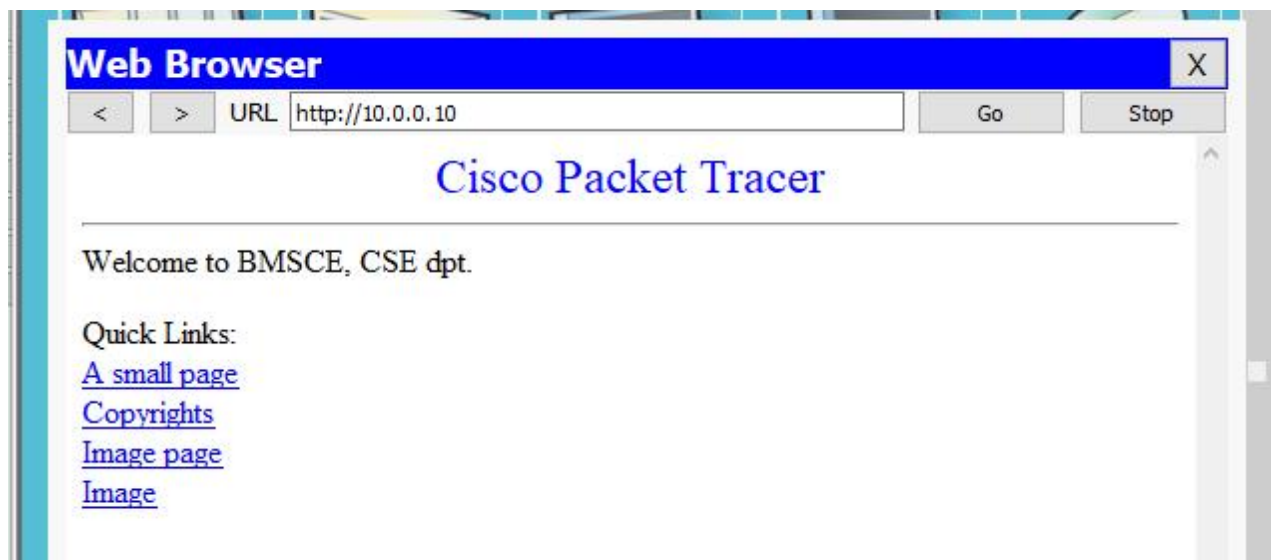 Web Browser X
< > URL http://10.0.0.10 Go Stop
Cisco Packet Tracer
Welcome to BMSCE, CSE dpt.
Quick Links:
A small page
Copyrights
Image page
Image